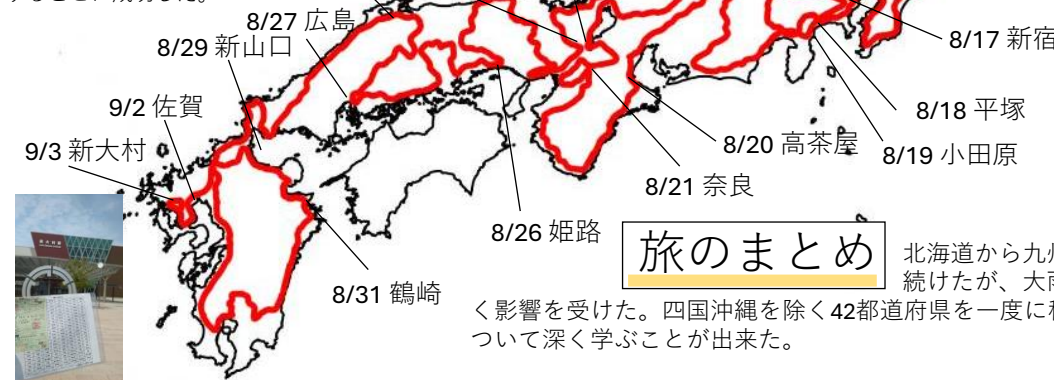 8/27 広島
8/29 新山口
8/17 新宿
9/2 佐賀
8/18 平塚
9/3 新大村
8/20 高茶屋
8/19 小田原
8/21 奈良
8/26 姫路
8/31 鶴崎
旅のまとめ
北海道から九州
続けたが、大雨
く影響を受けた。四国沖縄を除く42都道府県を一度に
ついて深く学ぶことが出来た。